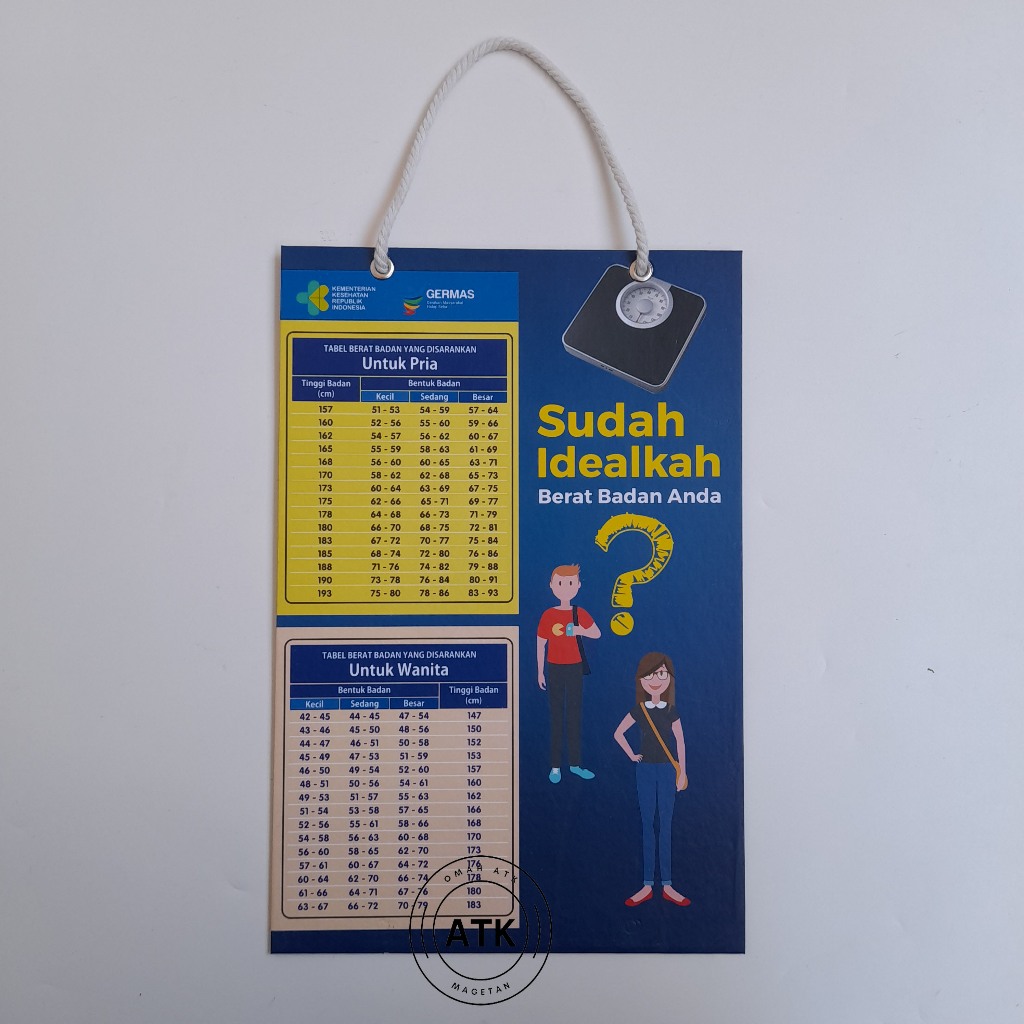 KEMENTERIAN
KESEHATAN
REPUBLIK
INDONESIA
GERMAS
Gerakan Masyarakat
Hidup Sehat
TABEL BERAT BADAN YANG DISARANKAN
Untuk Pria
Tinggi Badan (cm) Bentuk Badan
Kecil Sedang Besar
157 51 - 53 54 - 59 57 - 64
160 52 - 56 55 - 60 59 - 66
162 54 - 57 56 - 62 60 - 67
165 55 - 59 58 - 63 61 - 69
168 56 - 60 60 - 65 63 - 71
170 58 - 62 62 - 68 65 - 73
173 60 - 64 63 - 69 67 - 75
175 62 - 66 65 - 71 69 - 77
178 64 - 68 66 - 73 71 - 79
180 66 - 70 68 - 75 72 - 81
183 67 - 72 70 - 77 75 - 84
185 68 - 74 72 - 80 76 - 86
188 71 - 76 74 - 82 79 - 88
190 73 - 78 76 - 84 80 - 91
193 75 - 80 78 - 86 83 - 93
TABEL BERAT BADAN YANG DISARANKAN
Untuk Wanita
Bentuk Badan Tinggi Badan (cm)
Kecil Sedang Besar
42 - 45 44 - 45 47 - 54 147
43 - 46 45 - 50 48 - 56 150
44 - 47 46 - 51 50 - 58 152
45 - 49 47 - 53 51 - 59 153
46 - 50 49 - 54 52 - 60 157
48 - 51 50 - 56 54 - 61 160
49 - 53 51 - 57 55 - 63 162
51 - 54 53 - 58 57 - 65 166
52 - 56 55 - 61 58 - 66 168
54 - 58 56 - 63 60 - 68 170
56 - 60 58 - 65 62 - 70 173
57 - 61 60 - 67 64 - 72 176
60 - 64 62 - 70 66 - 74 178
61 - 66 64 - 71 67 - 76 180
63 - 67 66 - 72 70 - 79 183
Sudah
Idealkah
Berat Badan Anda
?
OMAH ATK
ATK
MAGETAN